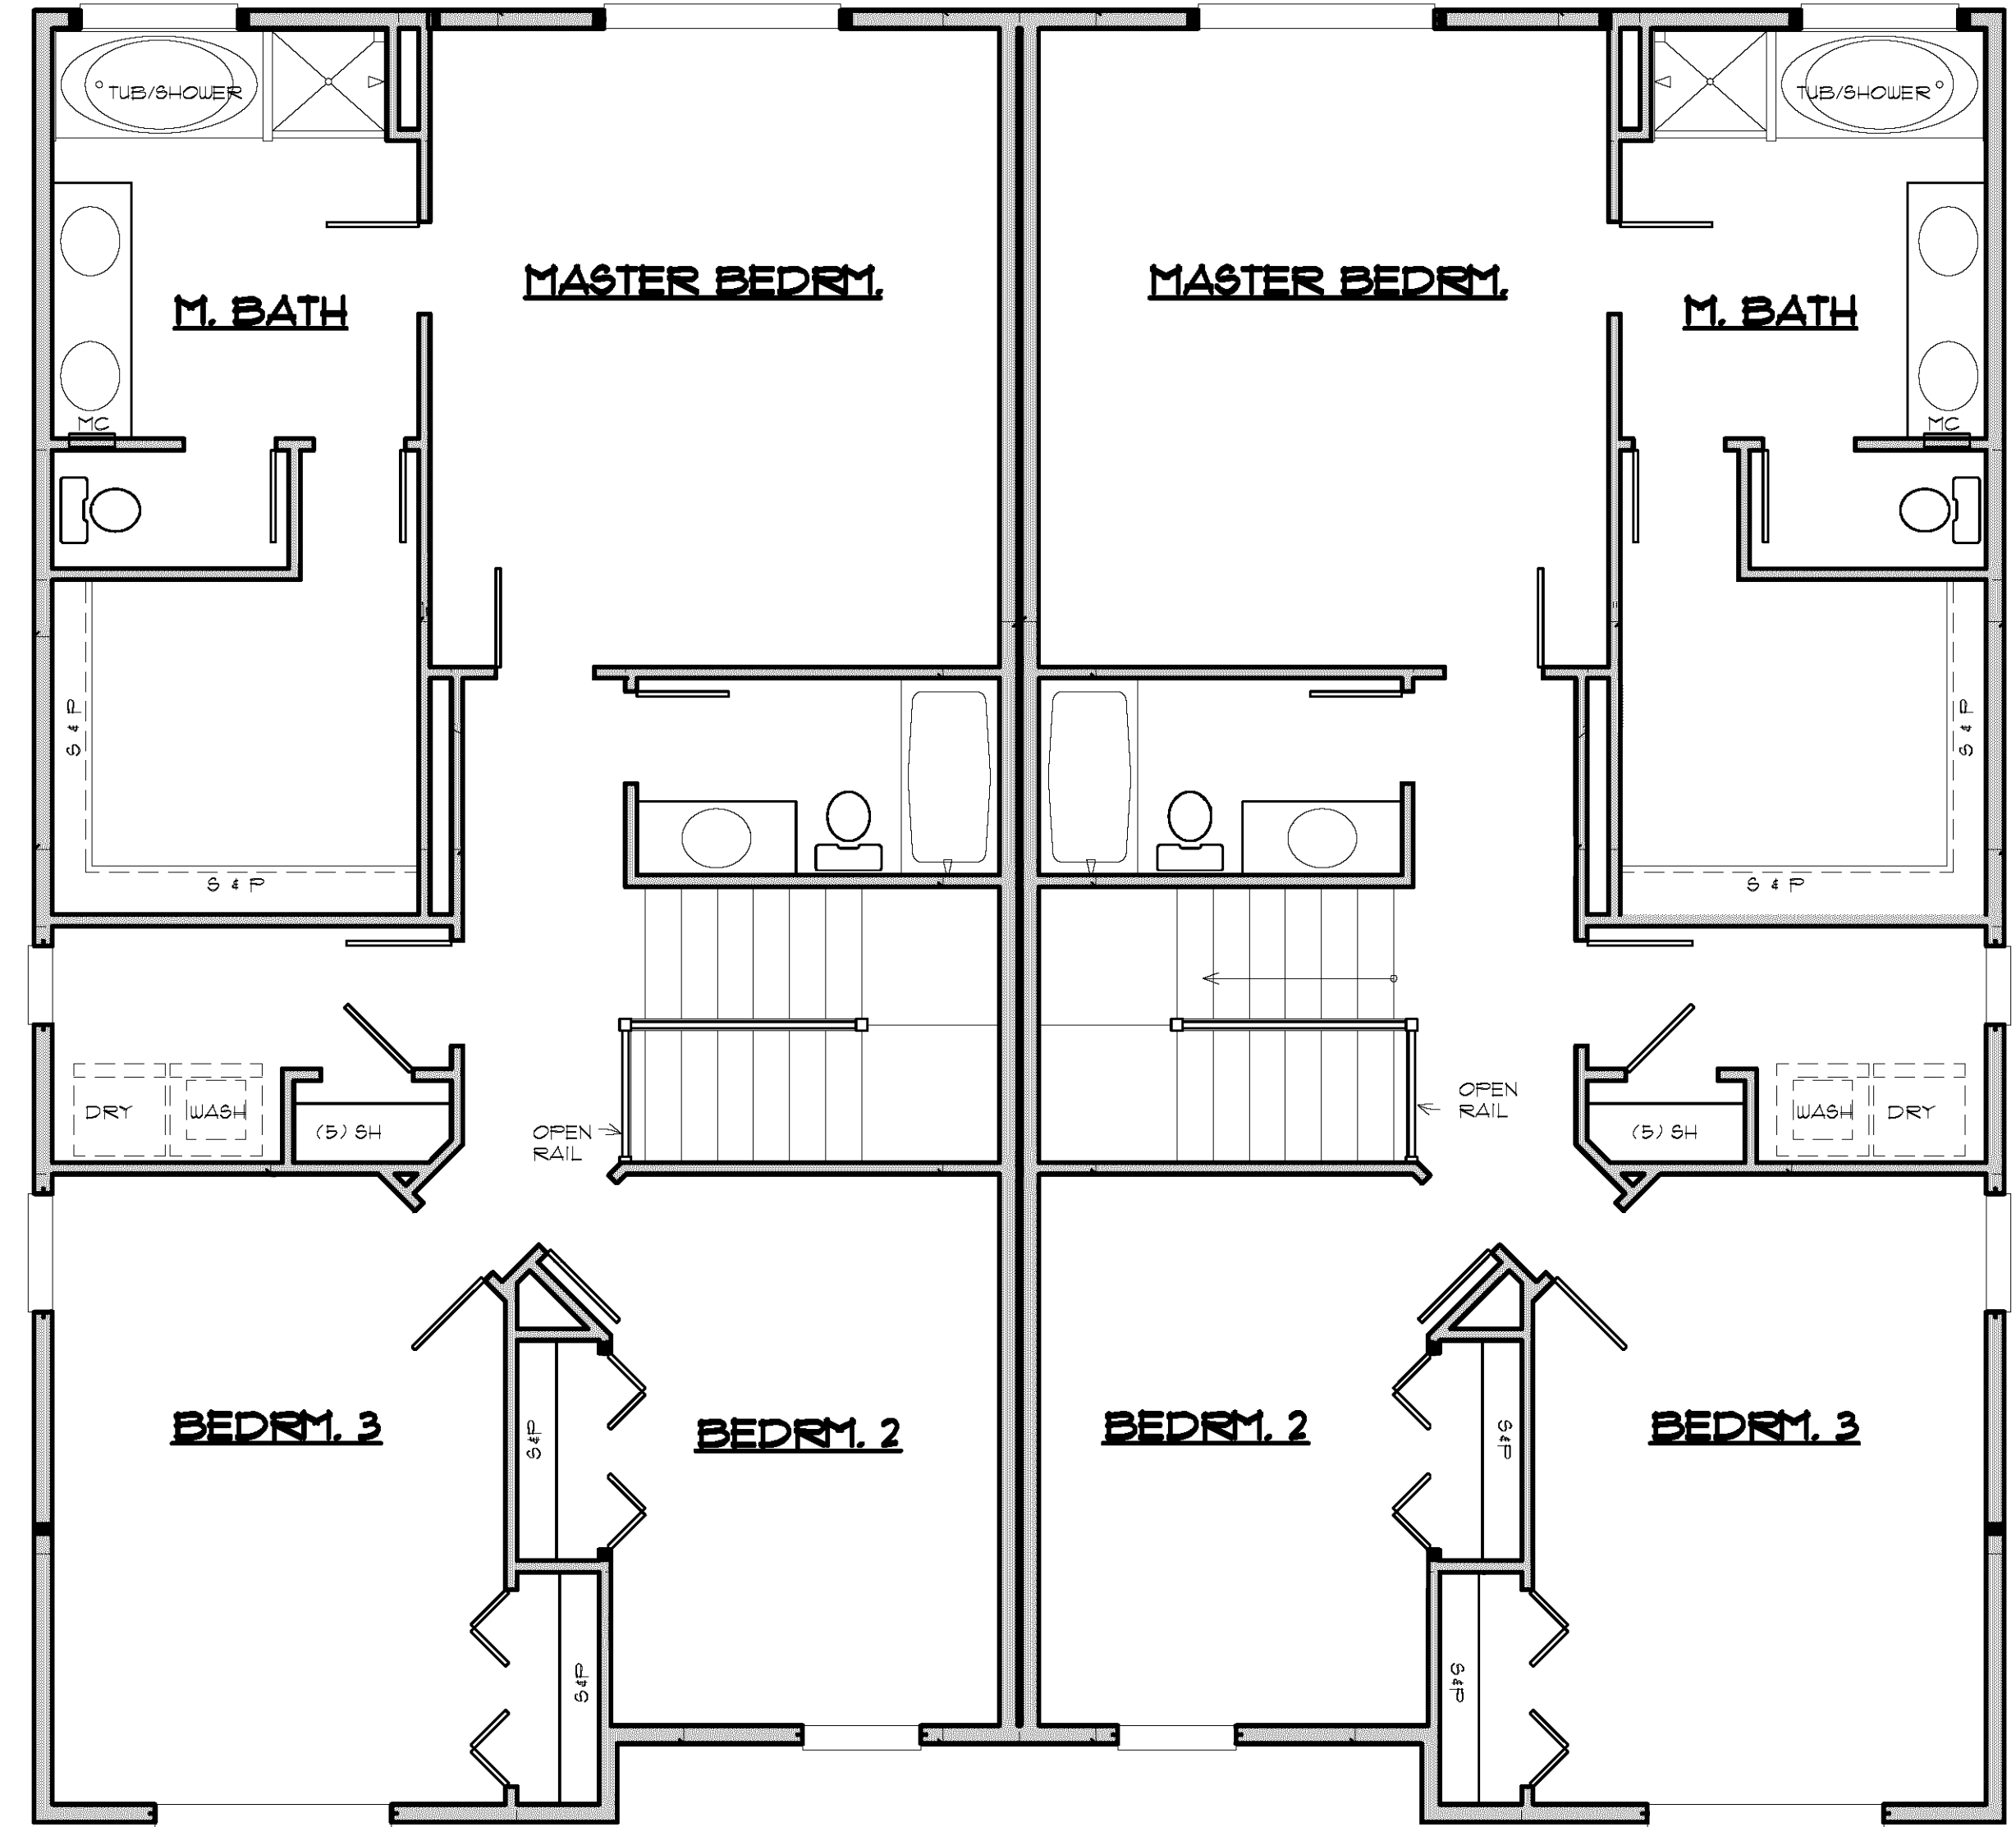 TUB/SHOWER
TUB/SHOWER
MASTER BEDRM.
MASTER BEDRM.
M. BATH
M. BATH
MC
MC
S & P
S & P
S & P
S & P
DRY
WASH
(5) SH
OPEN
RAIL
OPEN
RAIL
(5) SH
WASH
DRY
BEDRM. 3
S&P
BEDRM. 2
BEDRM. 2
S&P
BEDRM. 3
S&P
S&P